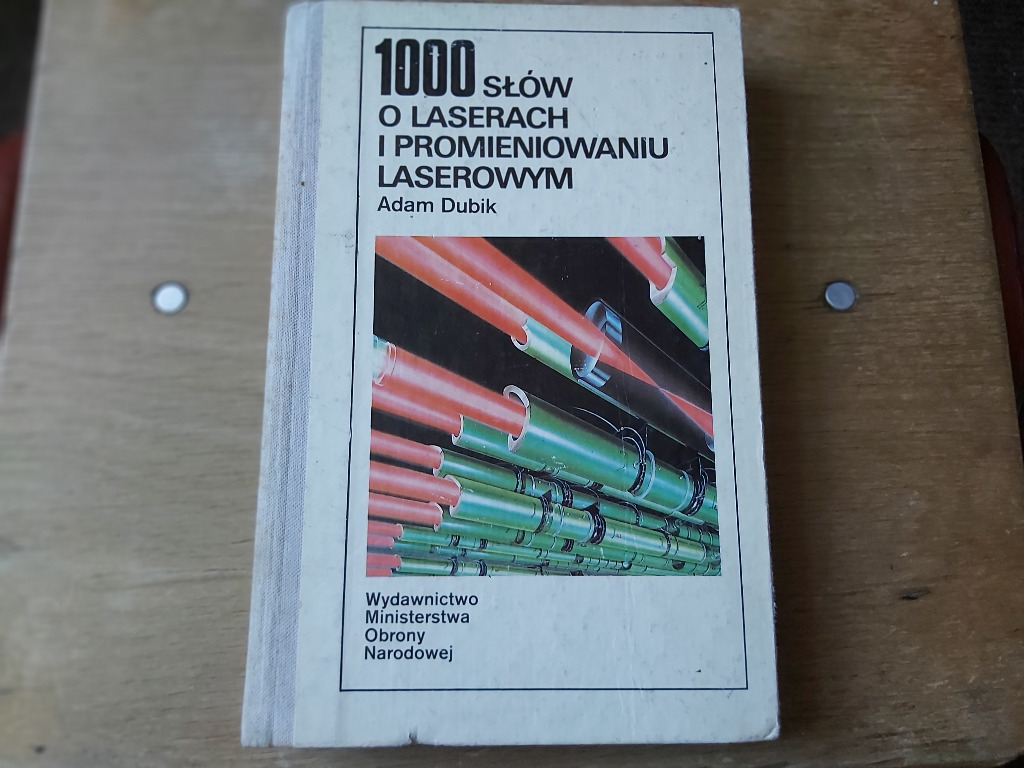 1000 SŁÓW
O LASERACH
I PROMIENIOWANIU
LASEROWYM
Adam Dubik
Wydawnictwo
Ministerstwa
Obrony
Narodowej